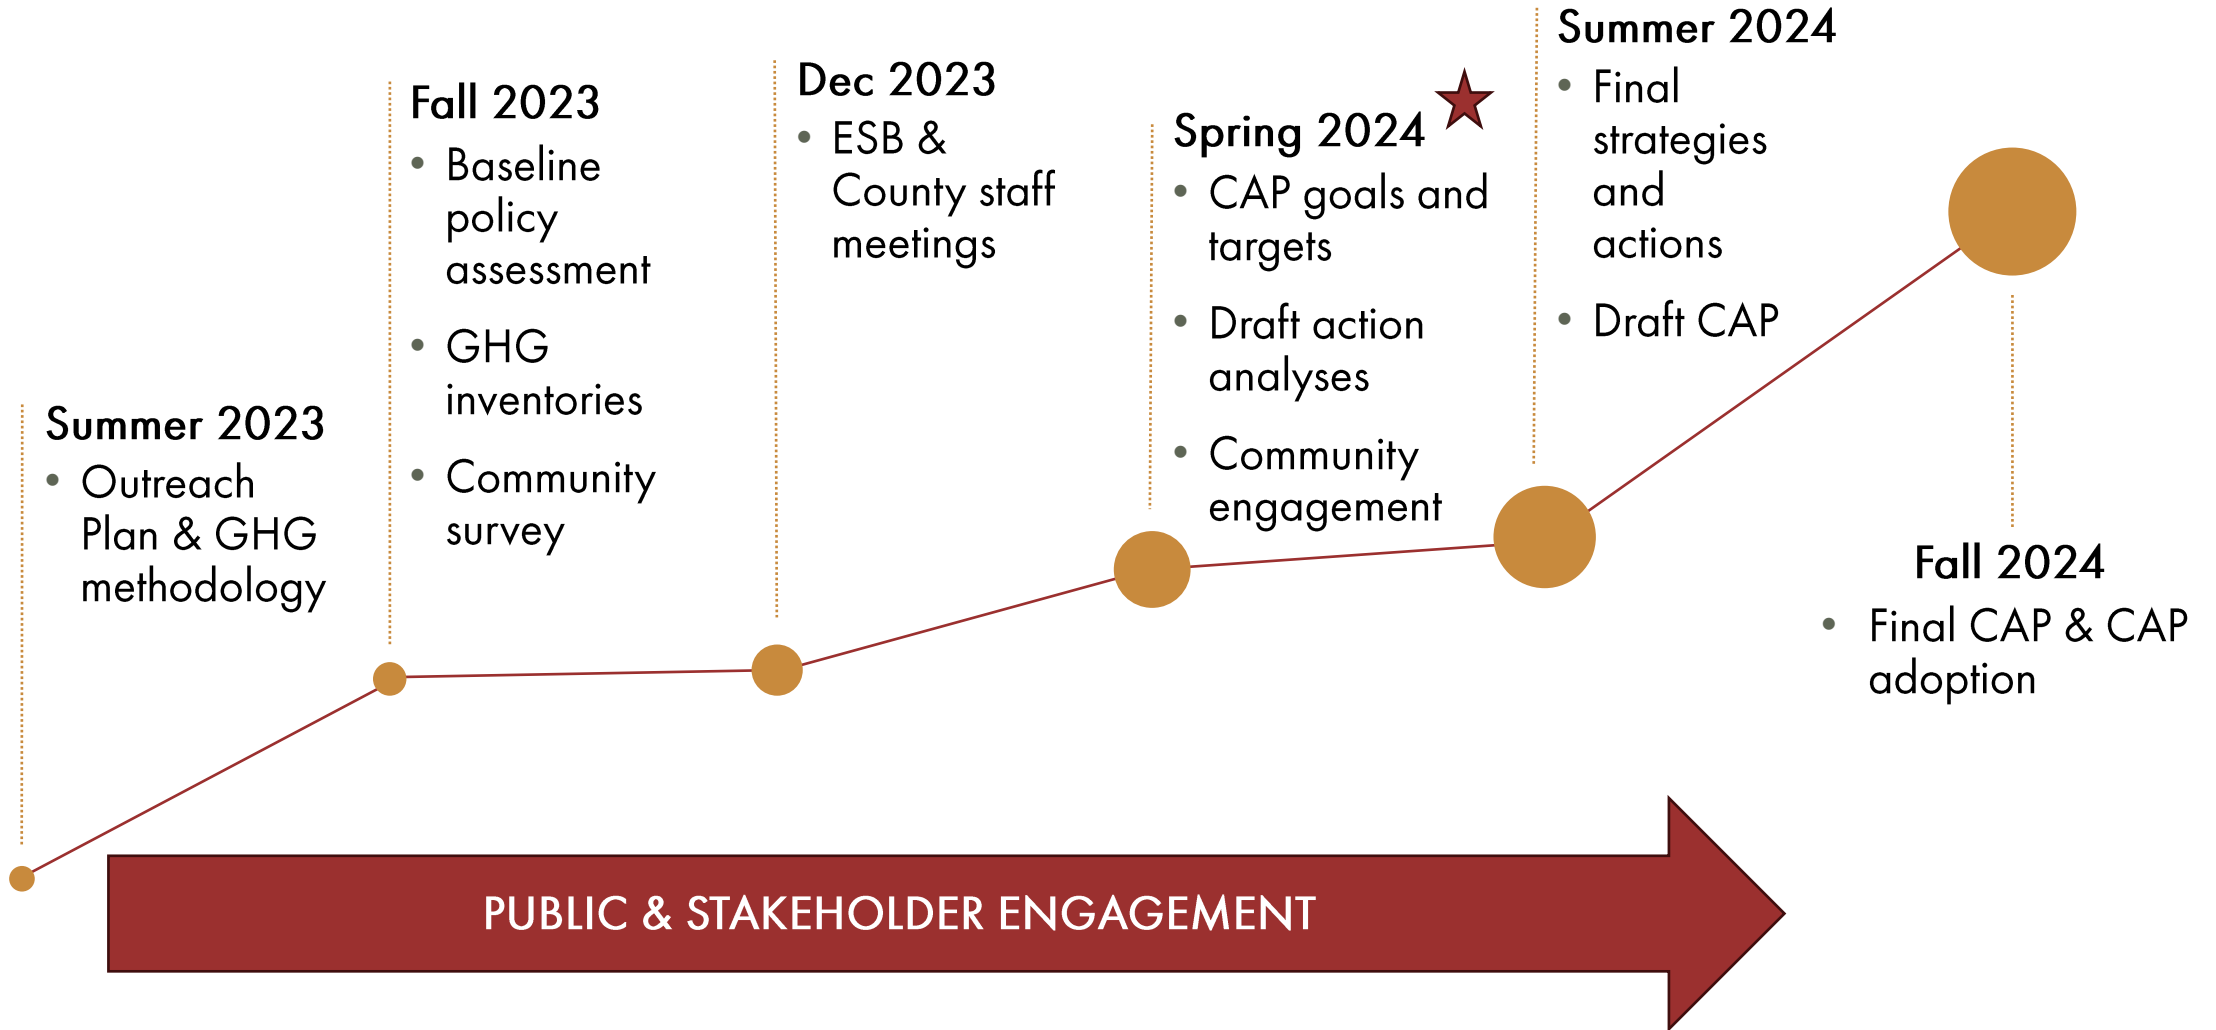 Summer 2023
• Outreach
Plan & GHG
methodology
Fall 2023
• Baseline
policy
assessment
• GHG
inventories
• Community
survey
Dec 2023
• ESB &
County staff
meetings
Spring 2024
• CAP goals and
targets
• Draft action
analyses
• Community
engagement
Summer 2024
• Final
strategies
and
actions
• Draft CAP
Fall 2024
• Final CAP & CAP
adoption
PUBLIC & STAKEHOLDER ENGAGEMENT